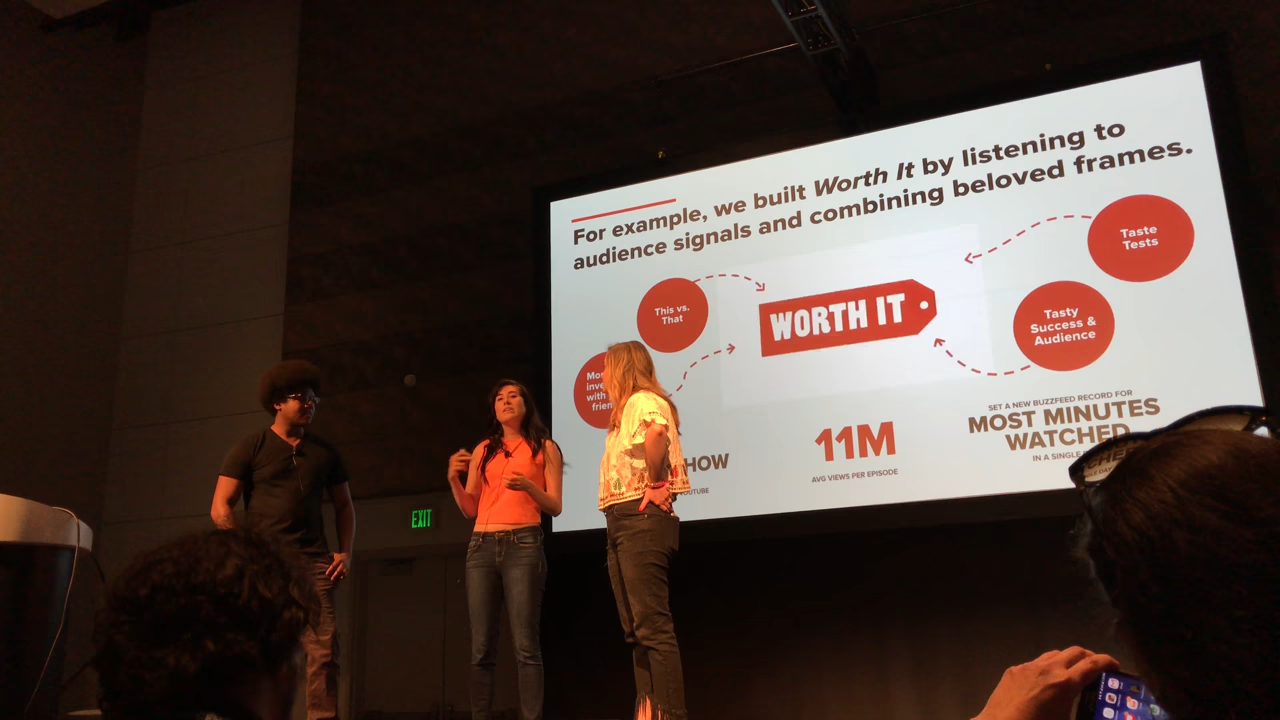 For example, we built Worth It by listening to
audience signals and combining beloved frames.
This vs.
That
WORTH IT
Taste
Tests
Tasty
Success &
Audience
with
11M
AVG VIEWS PER EPISODE
SET A NEW BUZZFEED RECORD FOR
MOST MINUTES
WATCHED
IN A SINGLE
EXIT